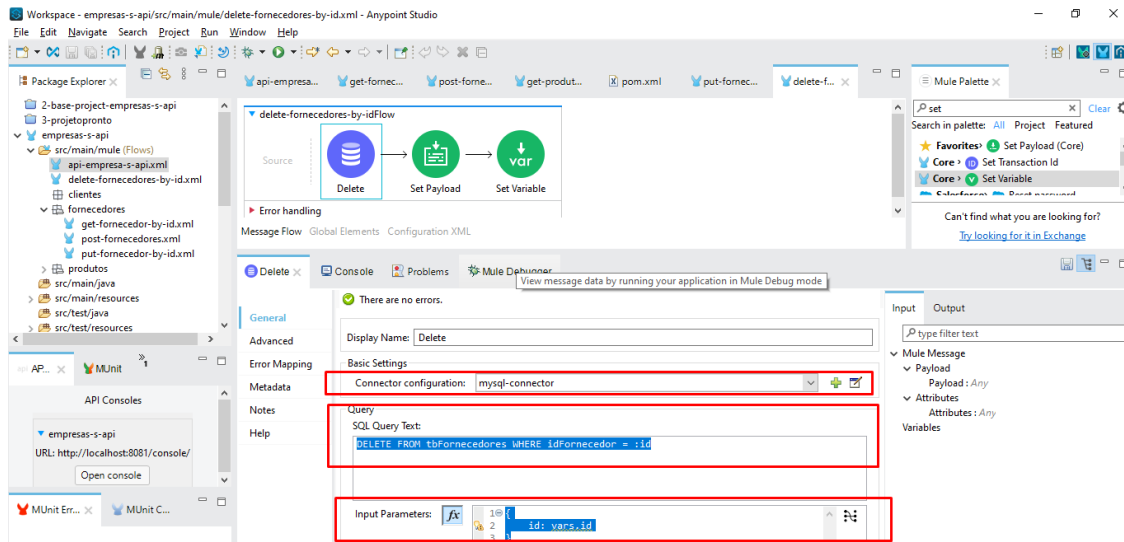 Workspace - empresas-s-api/src/main/mule/delete-fornecedores-by-id.xml - Anypoint Studio
File Edit Navigate Search Project Run Window Help
Package Explorer
2-base-project-empresas-s-api
3-projetopronto
empresas-s-api
src/main/mule (Flows)
api-empresa-s-api.xml
delete-fornecedores-by-id.xml
clientes
fornecedores
get-fornecedor-by-id.xml
post-fornecedores.xml
put-fornecedor-by-id.xml
produtos
src/main/java
src/main/resources
src/test/java
src/test/resources
AP...
MUnit
1
API Consoles
empresas-s-api
URL: http://localhost:8081/console/
Open console
MUnit Err...
MUnit C...
api-empresa...
get-fornec...
post-forne...
get-produt...
pom.xml
put-fornec...
delete-f...
delete-fornecedores-by-idFlow
Source
Delete
Set Payload
var
Set Variable
Error handling
Message Flow Global Elements Configuration XML
Delete
Console
Problems
Mule Debugger
View message data by running your application in Mule Debug mode
There are no errors.
General
Advanced
Error Mapping
Metadata
Notes
Help
Display Name: Delete
Basic Settings
Connector configuration: mysql-connector
Query
SQL Query Text:
DELETE FROM tbFornecedores WHERE idFornecedor = :id
Input Parameters: fx
1 {
2 id: vars.id
3 }
Mule Palette
set
Clear
Search in palette: All Project Featured
Favorites> Set Payload (Core)
Core > ID Set Transaction Id
Core > Set Variable
Salesforce> Reset password
Can't find what you are looking for?
Try looking for it in Exchange
Input
Output
type filter text
Mule Message
Payload
Payload : Any
Attributes
Attributes : Any
Variables